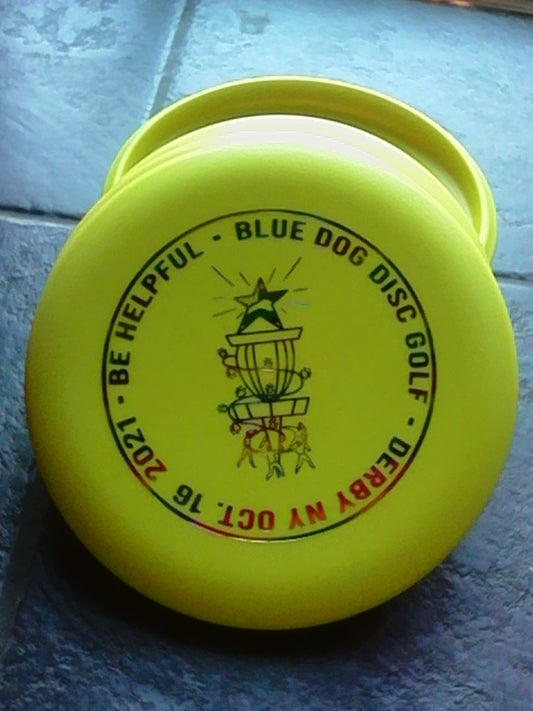 BLUE DOG DISC GOLF - DERBY NY OCT. 16 2021 - BE HELPFUL -